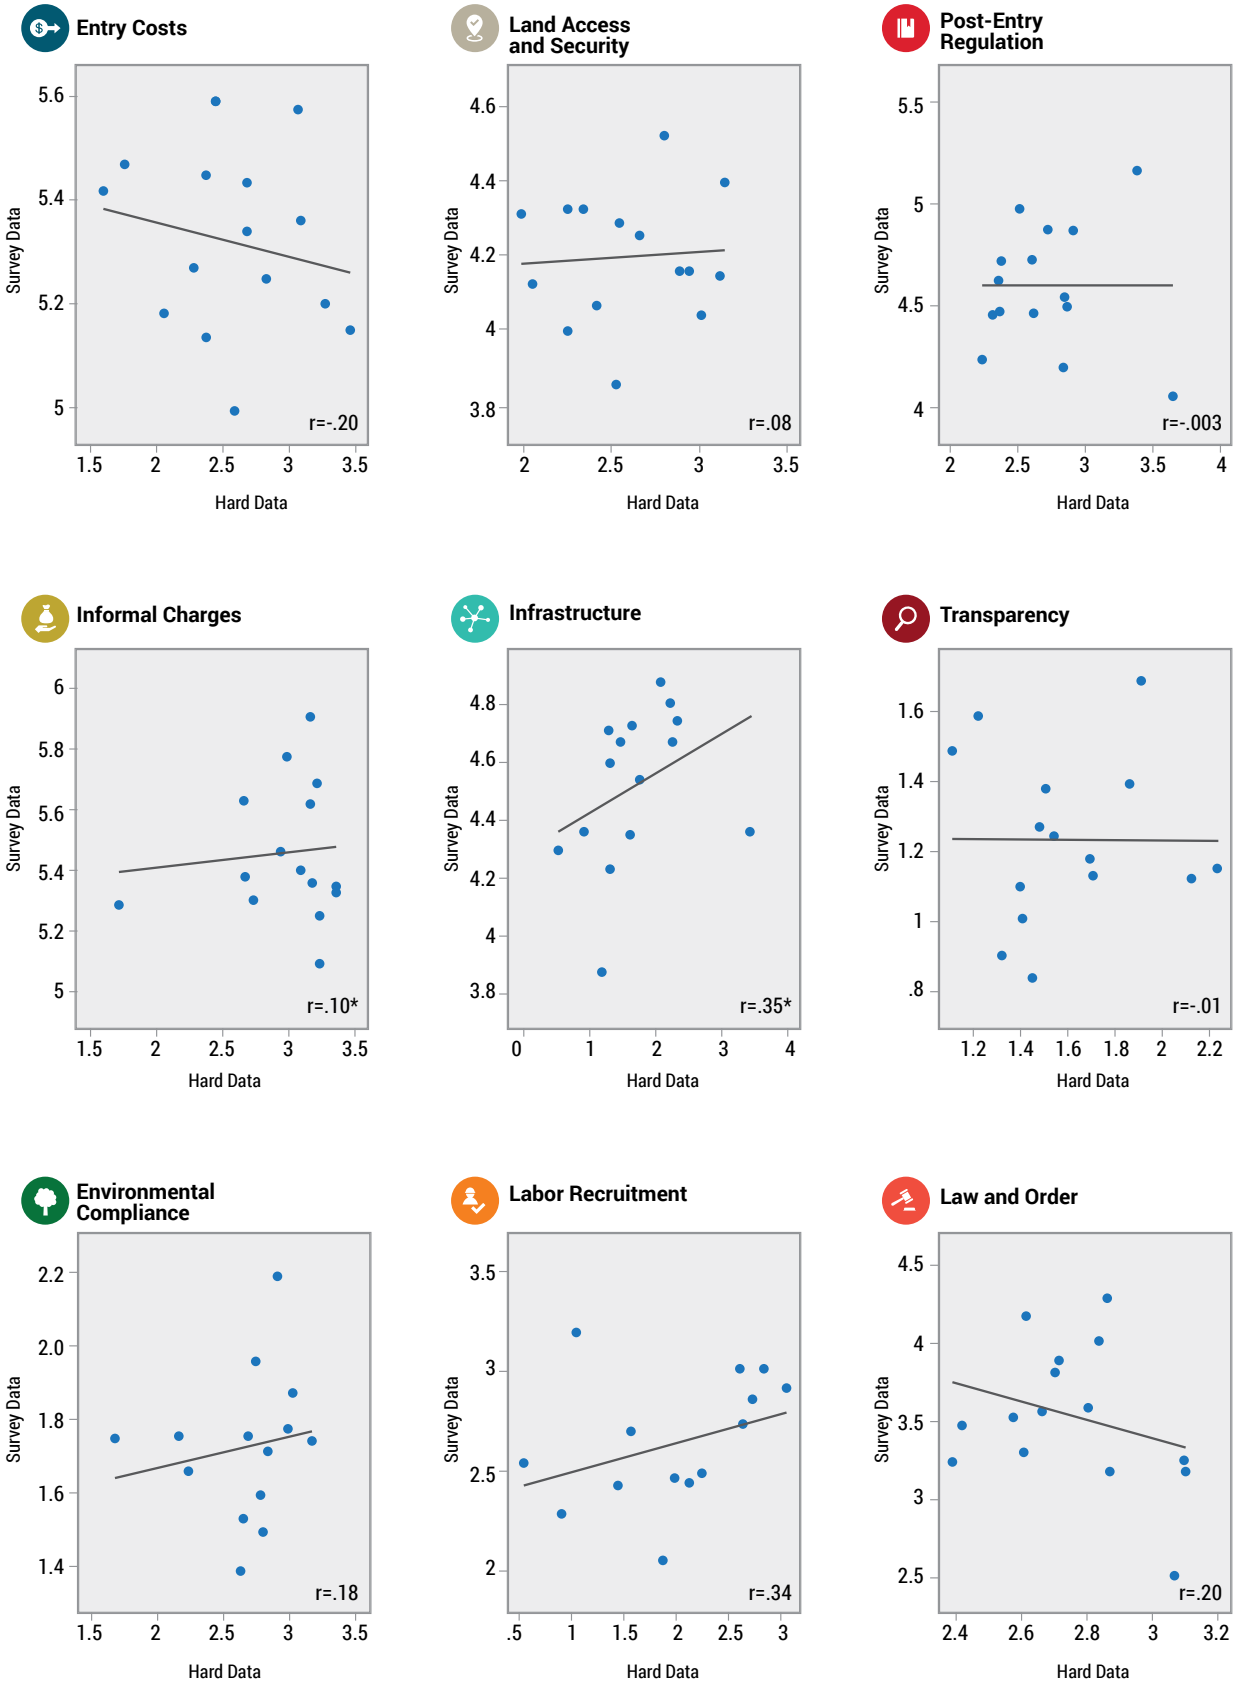 Entry Costs
5.6
5.4
5.2
5
Survey Data
r=-.20
1.5 2 2.5 3 3.5
Hard Data
Land Access
and Security
4.6
4.4
4.2
4
3.8
Survey Data
r=.08
2 2.5 3 3.5
Hard Data
Post-Entry
Regulation
5.5
5
4.5
4
Survey Data
r=-.003
2 2.5 3 3.5 4
Hard Data
Informal Charges
6
5.8
5.6
5.4
5.2
5
Survey Data
r=.10*
1.5 2 2.5 3 3.5
Hard Data
Infrastructure
4.8
4.6
4.4
4.2
4
3.8
Survey Data
r=.35*
0 1 2 3 4
Hard Data
Transparency
1.6
1.4
1.2
1
.8
Survey Data
r=-.01
1.2 1.4 1.6 1.8 2 2.2
Hard Data
Environmental
Compliance
2.2
2.0
1.8
1.6
1.4
Survey Data
r=.18
1.5 2 2.5 3 3.5
Hard Data
Labor Recruitment
3.5
3
2.5
2
Survey Data
r=.34
.5 1 1.5 2 2.5 3
Hard Data
Law and Order
4.5
4
3.5
3
2.5
Survey Data
r=.20
2.4 2.6 2.8 3 3.2
Hard Data